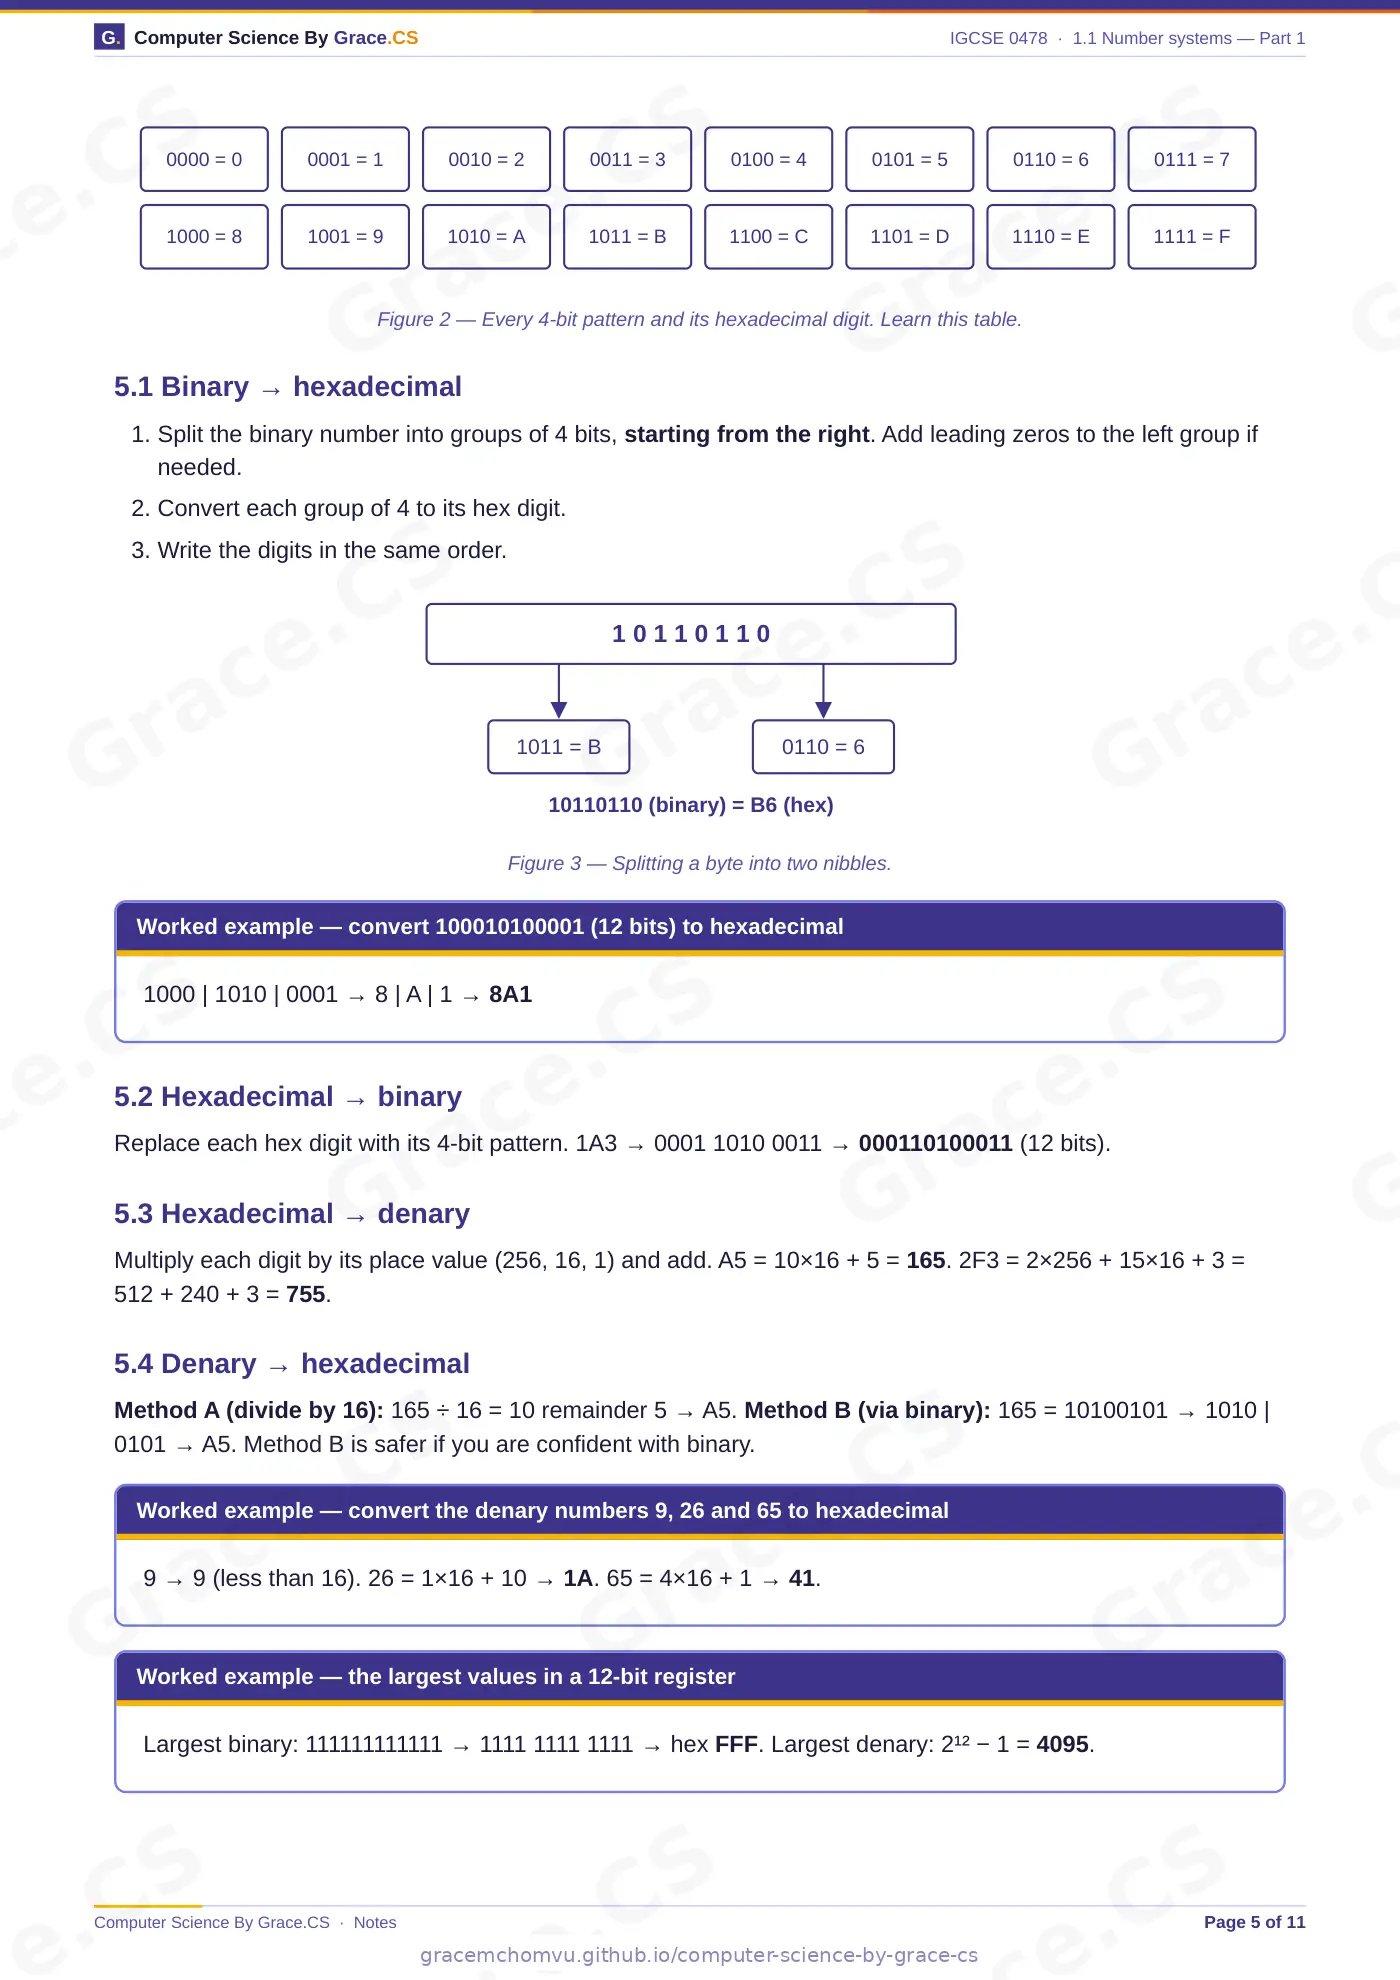 G. Computer Science By Grace.CS
IGCSE 0478 · 1.1 Number systems — Part 1
0000 = 0 0001 = 1 0010 = 2 0011 = 3 0100 = 4 0101 = 5 0110 = 6 0111 = 7
1000 = 8 1001 = 9 1010 = A 1011 = B 1100 = C 1101 = D 1110 = E 1111 = F
Figure 2 — Every 4-bit pattern and its hexadecimal digit. Learn this table.
5.1 Binary → hexadecimal
1. Split the binary number into groups of 4 bits, starting from the right. Add leading zeros to the left group if
needed.
2. Convert each group of 4 to its hex digit.
3. Write the digits in the same order.
1 0 1 1 0 1 1 0
1011 = B 0110 = 6
10110110 (binary) = B6 (hex)
Figure 3 — Splitting a byte into two nibbles.
Worked example — convert 100010100001 (12 bits) to hexadecimal
1000 | 1010 | 0001 → 8 | A | 1 → 8A1
5.2 Hexadecimal → binary
Replace each hex digit with its 4-bit pattern. 1A3 → 0001 1010 0011 → 000110100011 (12 bits).
5.3 Hexadecimal → denary
Multiply each digit by its place value (256, 16, 1) and add. A5 = 10×16 + 5 = 165. 2F3 = 2×256 + 15×16 + 3 =
512 + 240 + 3 = 755.
5.4 Denary → hexadecimal
Method A (divide by 16): 165 ÷ 16 = 10 remainder 5 → A5. Method B (via binary): 165 = 10100101 → 1010 |
0101 → A5. Method B is safer if you are confident with binary.
Worked example — convert the denary numbers 9, 26 and 65 to hexadecimal
9 → 9 (less than 16). 26 = 1×16 + 10 → 1A. 65 = 4×16 + 1 → 41.
Worked example — the largest values in a 12-bit register
Largest binary: 111111111111 → 1111 1111 1111 → hex FFF. Largest denary: 2¹² − 1 = 4095.
Computer Science By Grace.CS · Notes
Page 5 of 11
gracemchomvu.github.io/computer-science-by-grace-cs